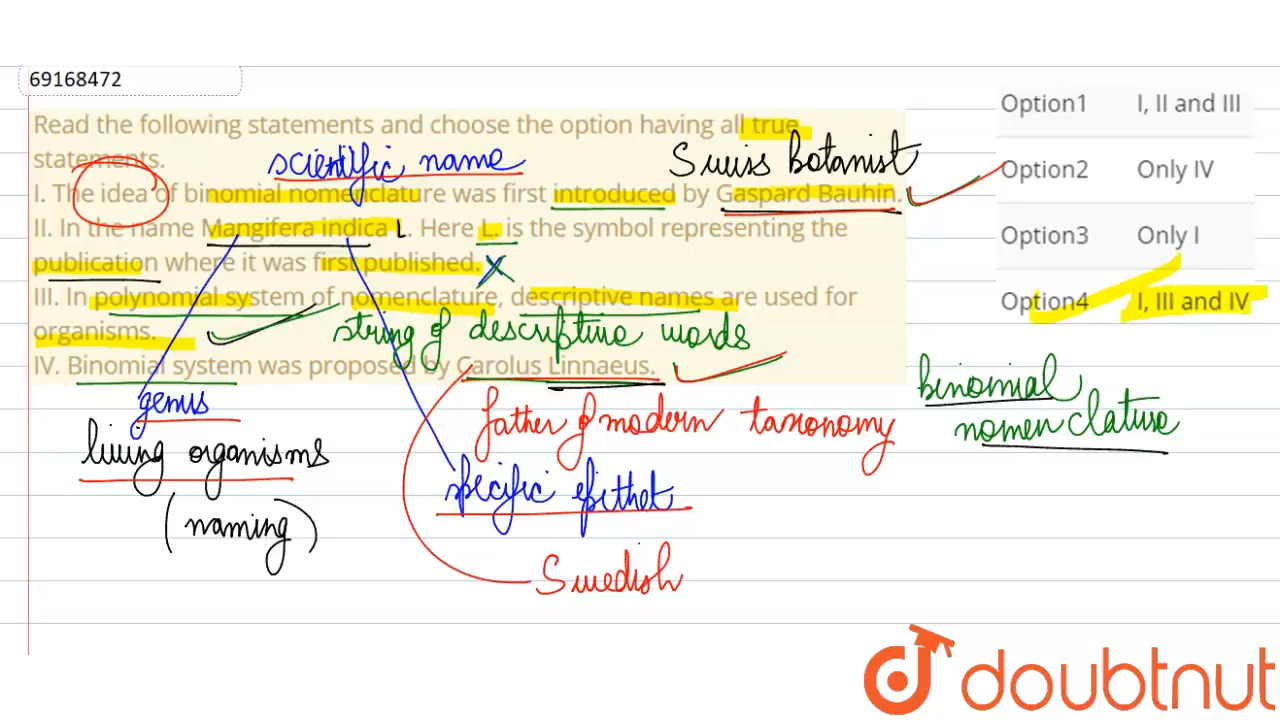 69168472
Read the following statements and choose the option having all true
statements.
scientific name
Swiss Botanist
I. The idea of binomial nomenclature was first introduced by Gaspard Bauhin.
II. In the name Mangifera indica L. Here L. is the symbol representing the
publication where it was first published.
III. In polynomial system of nomenclature, descriptive names are used for
organisms.
string of descriptive words
IV. Binomial system was proposed by Carolus Linnaeus.
Option1 I, II and III
Option2 Only IV
Option3 Only I
Option4 I, III and IV
genus
living organisms
(naming)
father of modern taxonomy
specific epithet
Swedish
binomial
nomenclature
doubtnut